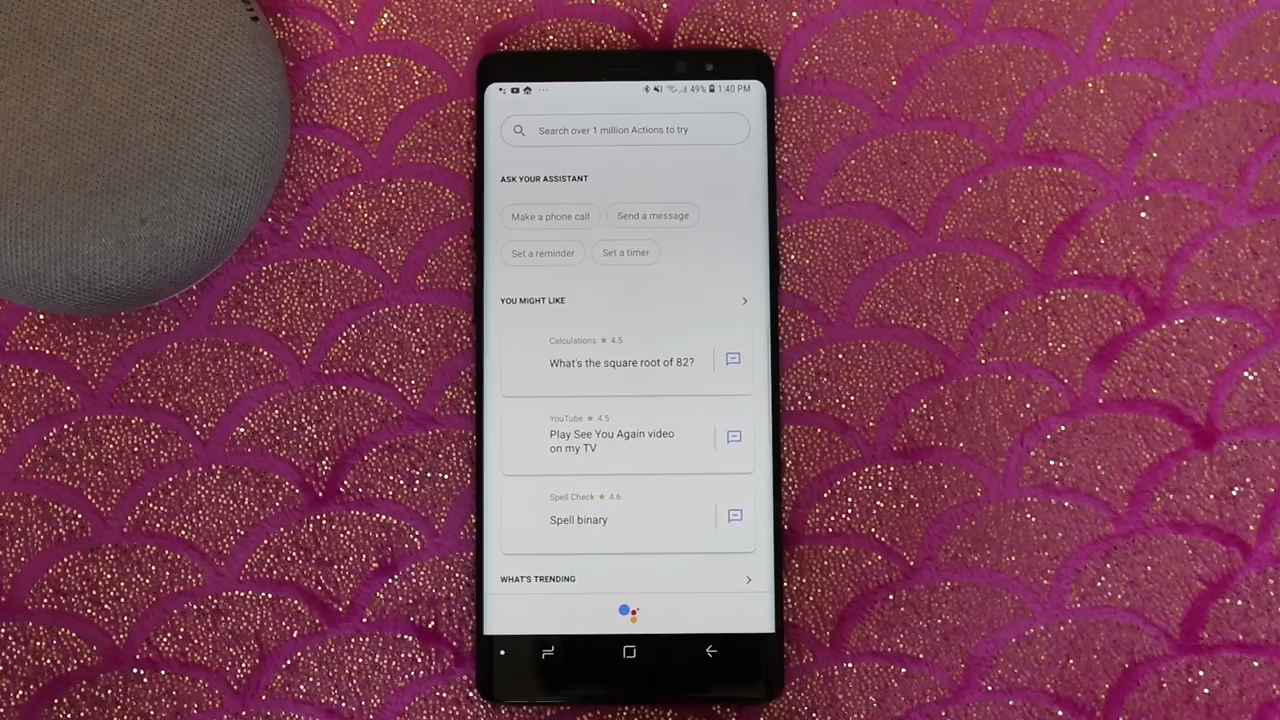 ··· 49% 1:40 PM
Search over 1 million Actions to try
ASK YOUR ASSISTANT
Make a phone call Send a message
Set a reminder Set a timer
YOU MIGHT LIKE
Calculations ★ 4.5
What's the square root of 82?
YouTube ★ 4.5
Play See You Again video
on my TV
Spell Check ★ 4.6
Spell binary
WHAT'S TRENDING